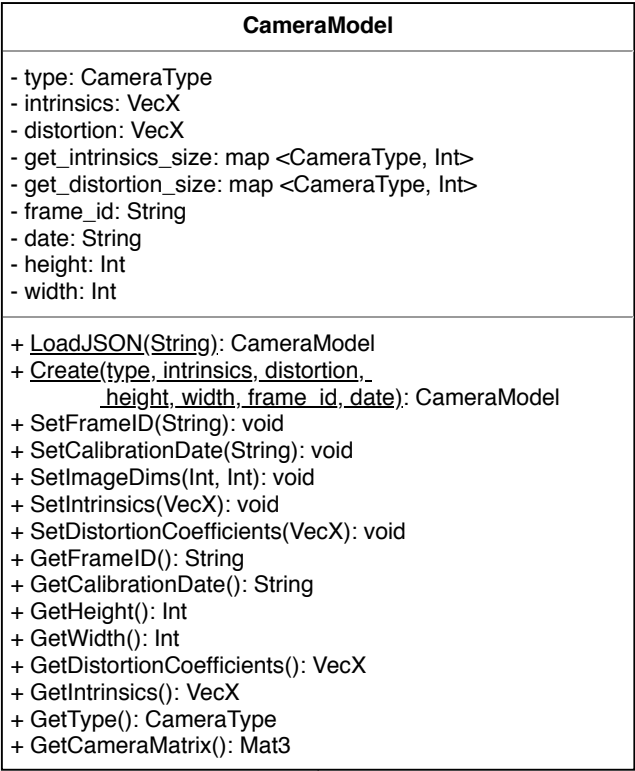 CameraModel
- type: CameraType
- intrinsics: VecX
- distortion: VecX
- get_intrinsics_size: map <CameraType, Int>
- get_distortion_size: map <CameraType, Int>
- frame_id: String
- date: String
- height: Int
- width: Int
+ LoadJSON(String): CameraModel
+ Create(type, intrinsics, distortion,
height, width, frame_id, date): CameraModel
+ SetFrameID(String): void
+ SetCalibrationDate(String): void
+ SetImageDims(Int, Int): void
+ SetIntrinsics(VecX): void
+ SetDistortionCoefficients(VecX): void
+ GetFrameID(): String
+ GetCalibrationDate(): String
+ GetHeight(): Int
+ GetWidth(): Int
+ GetDistortionCoefficients(): VecX
+ GetIntrinsics(): VecX
+ GetType(): CameraType
+ GetCameraMatrix(): Mat3